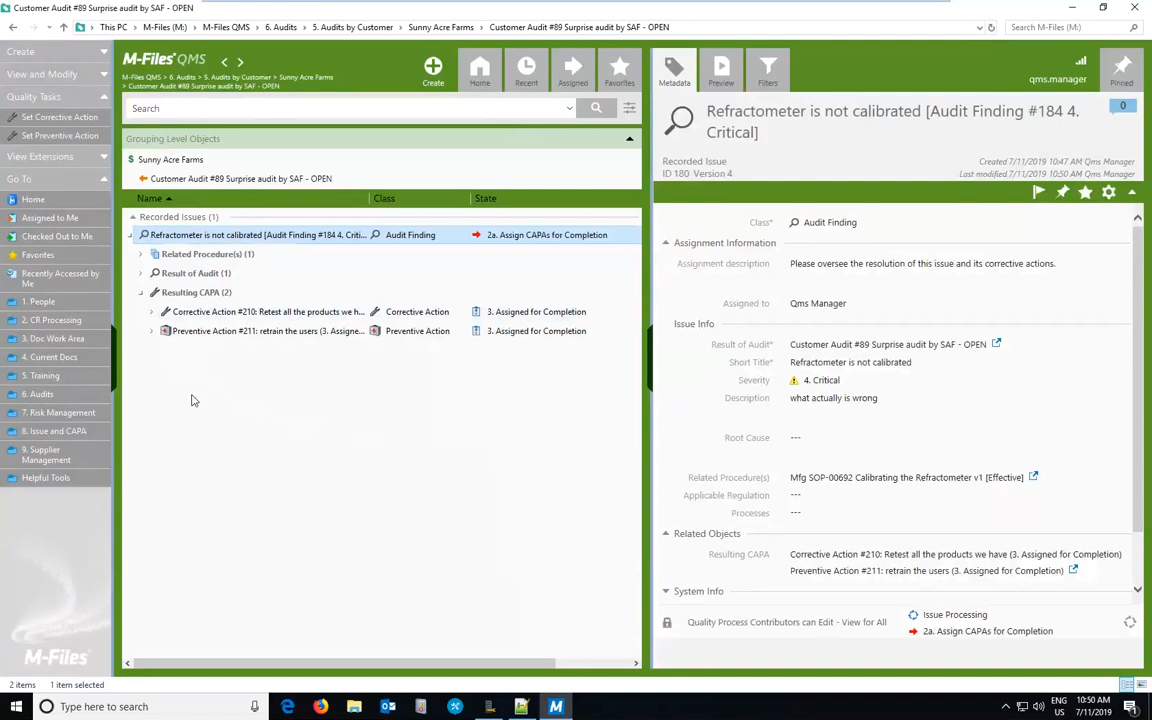 Customer Audit #89 Surprise audit by SAF - OPEN
This PC › M-Files (M:) › M-Files QMS › 6. Audits › 5. Audits by Customer › Sunny Acre Farms › Customer Audit #89 Surprise audit by SAF - OPEN
Search M-Files (M:)
Create
View and Modify
Quality Tasks
Set Corrective Action
Set Preventive Action
View Extensions
Go To
Home
Assigned to Me
Checked Out to Me
Favorites
Recently Accessed by
Me
1. People
2. CR Processing
3. Doc Work Area
4. Current Docs
5. Training
6. Audits
7. Risk Management
8. Issue and CAPA
9. Supplier
Management
Helpful Tools
M-Files
M-Files QMS
M-Files QMS > 6. Audits > 5. Audits by Customer > Sunny Acre Farms
> Customer Audit #89 Surprise audit by SAF - OPEN
Create
Home
Recent
Assigned
Favorites
Search
Grouping Level Objects
Sunny Acre Farms
Customer Audit #89 Surprise audit by SAF - OPEN
Name Class State
Recorded Issues (1)
Refractometer is not calibrated [Audit Finding #184 4. Criti... Audit Finding 2a. Assign CAPAs for Completion
Related Procedure(s) (1)
Result of Audit (1)
Resulting CAPA (2)
Corrective Action #210: Retest all the products we h... Corrective Action 3. Assigned for Completion
Preventive Action #211: retrain the users (3. Assigne... Preventive Action 3. Assigned for Completion
Metadata
Preview
Filters
qms.manager
Pinned
Refractometer is not calibrated [Audit Finding #184 4.
Critical]
0
Recorded Issue
ID 180 Version 4
Created 7/11/2019 10:47 AM Qms Manager
Last modified 7/11/2019 10:50 AM Qms Manager
Class* Audit Finding
Assignment Information
Assignment description Please oversee the resolution of this issue and its corrective actions.
Assigned to Qms Manager
Issue Info
Result of Audit* Customer Audit #89 Surprise audit by SAF - OPEN
Short Title* Refractometer is not calibrated
Severity 4. Critical
Description what actually is wrong
Root Cause ---
Related Procedure(s) Mfg SOP-00692 Calibrating the Refractometer v1 [Effective]
Applicable Regulation ---
Processes ---
Related Objects
Resulting CAPA Corrective Action #210: Retest all the products we have (3. Assigned for Completion)
Preventive Action #211: retrain the users (3. Assigned for Completion)
System Info
Quality Process Contributors can Edit - View for All
Issue Processing
2a. Assign CAPAs for Completion
2 items 1 item selected
Type here to search
ENG
US
10:50 AM
7/11/2019